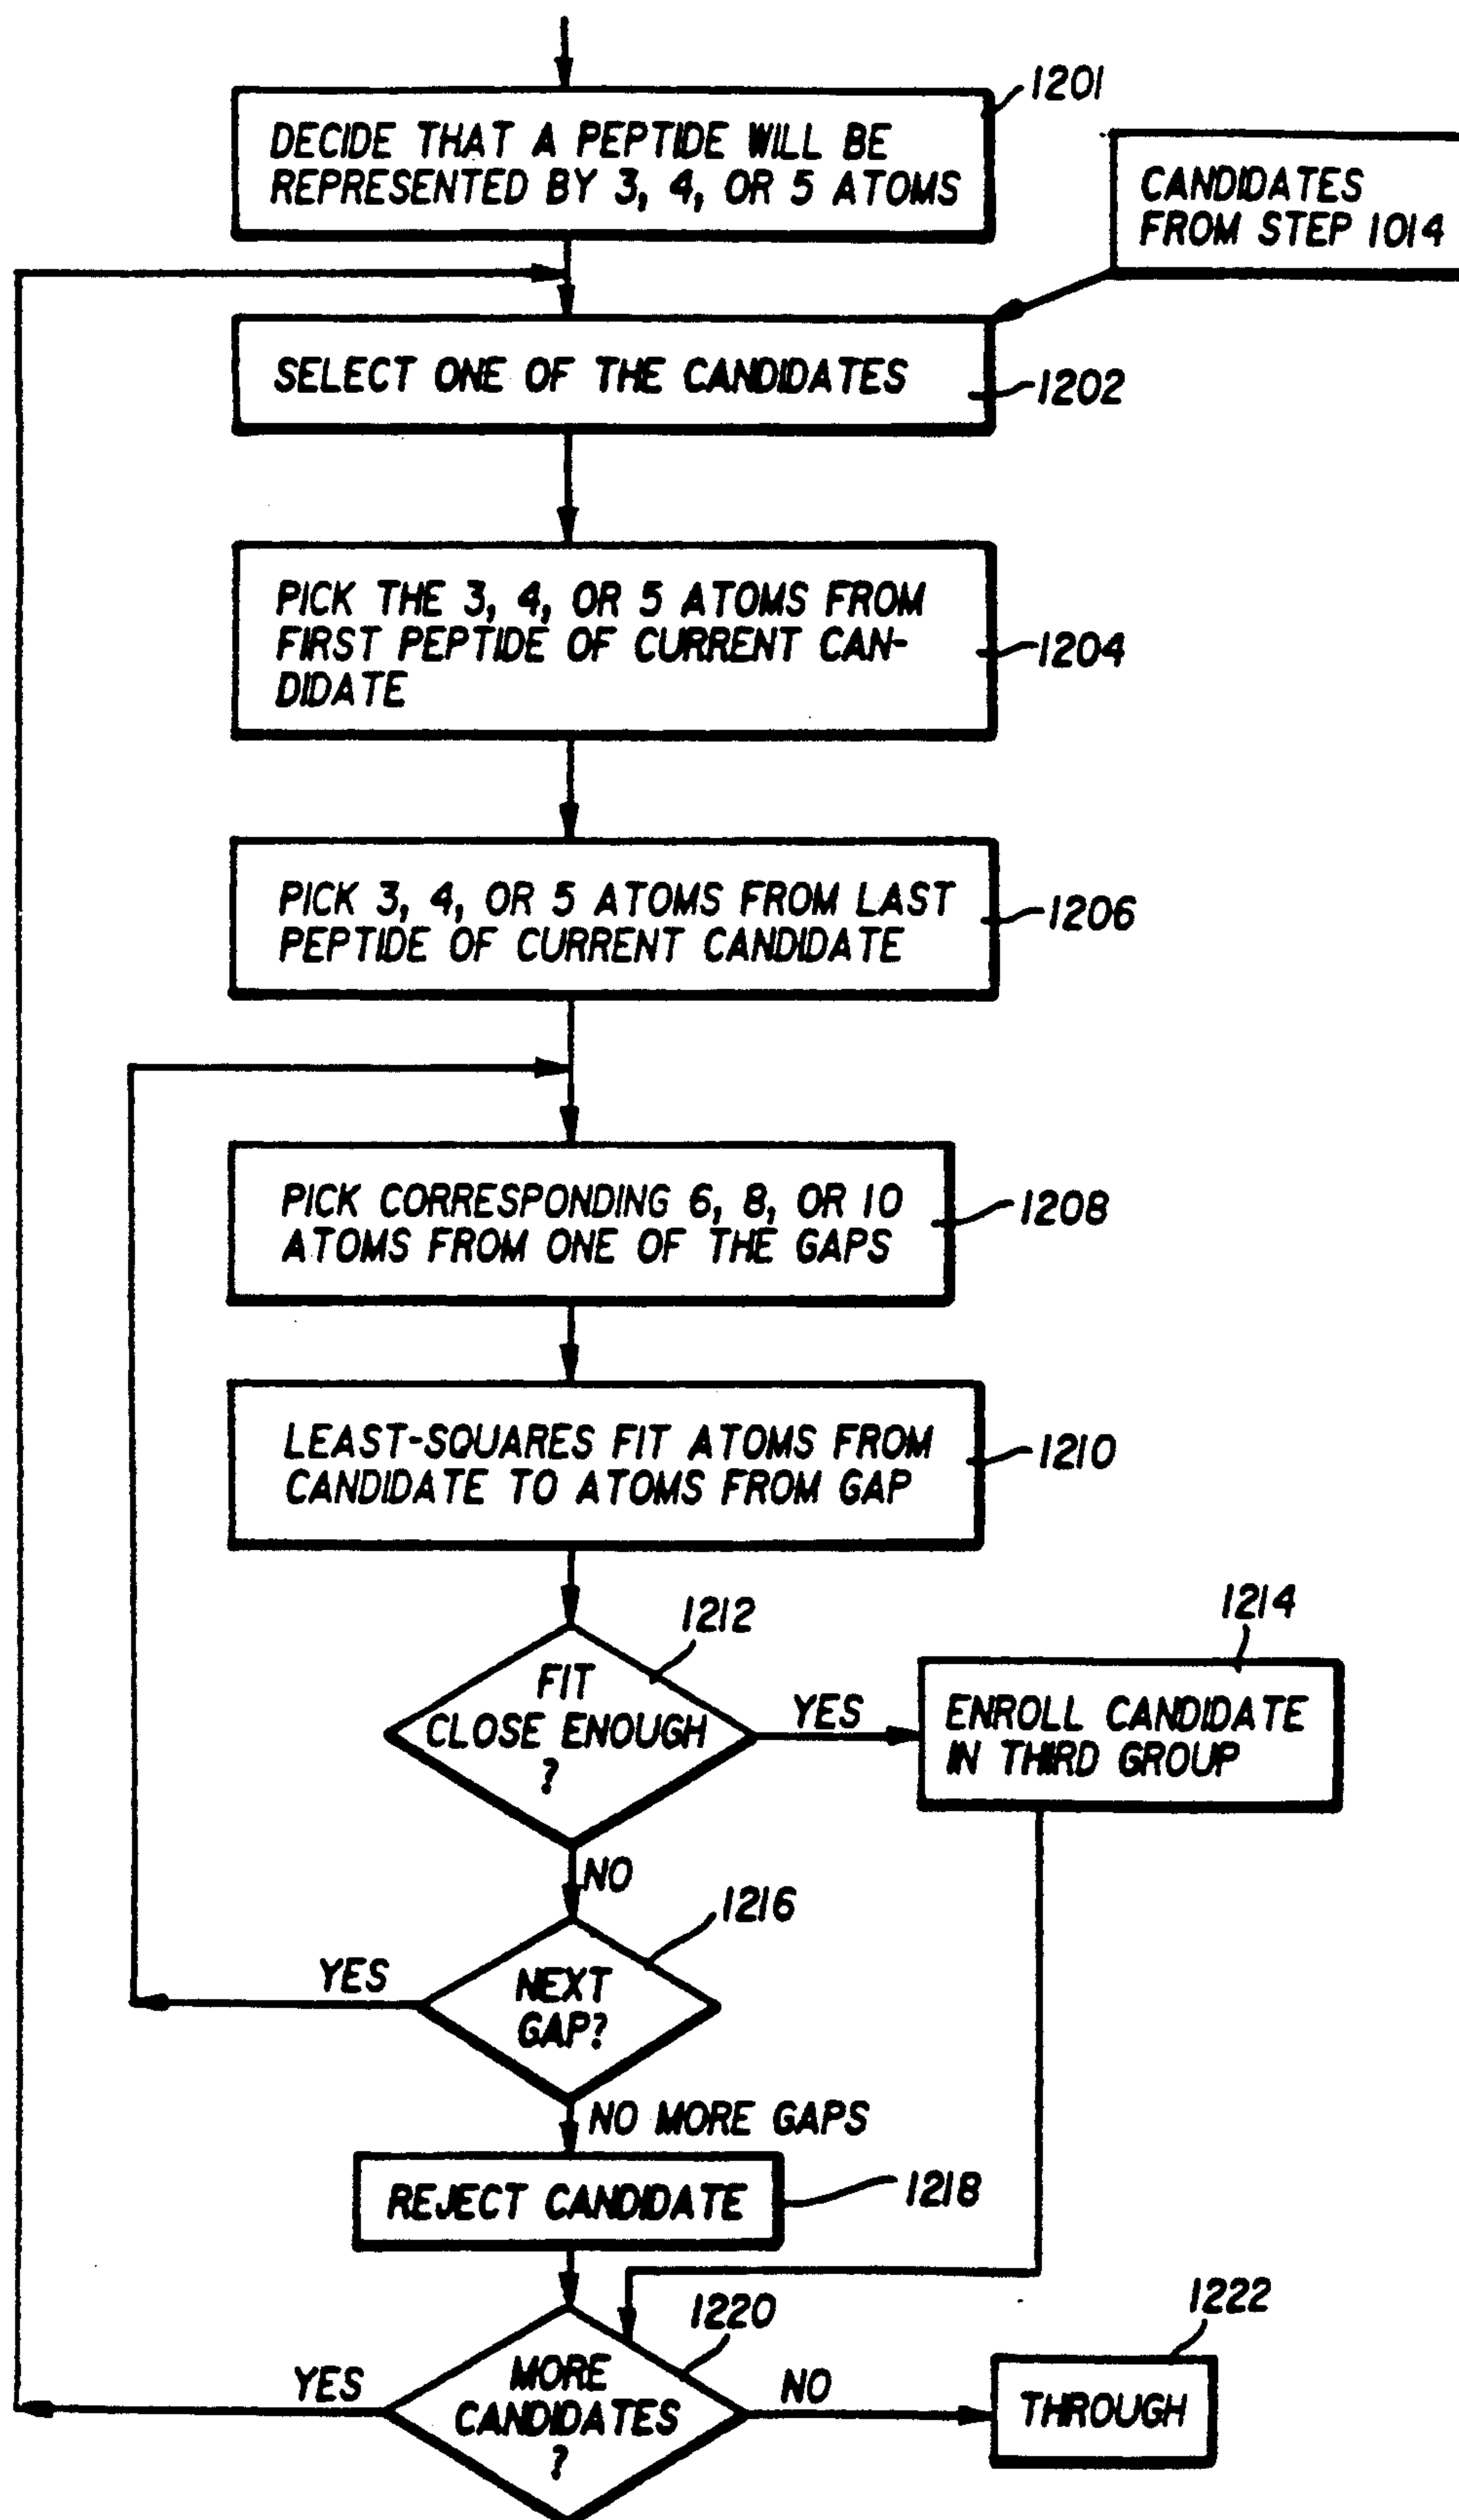 1201
DECIDE THAT A PEPTIDE WILL BE
REPRESENTED BY 3, 4, OR 5 ATOMS
CANDIDATES
FROM STEP 1014
SELECT ONE OF THE CANDIDATES
1202
PICK THE 3, 4, OR 5 ATOMS FROM
FIRST PEPTIDE OF CURRENT CAN-
DIDATE
1204
PICK 3, 4, OR 5 ATOMS FROM LAST
PEPTIDE OF CURRENT CANDIDATE
1206
PICK CORRESPONDING 6, 8, OR 10
ATOMS FROM ONE OF THE GAPS
1208
LEAST-SQUARES FIT ATOMS FROM
CANDIDATE TO ATOMS FROM GAP
1210
1212
FIT
CLOSE ENOUGH
?
YES
1214
ENROLL CANDIDATE
IN THIRD GROUP
NO
1216
NEXT
GAP?
YES
NO MORE GAPS
REJECT CANDIDATE
1218
1220
MORE
CANDIDATES
?
YES
NO
1222
THROUGH